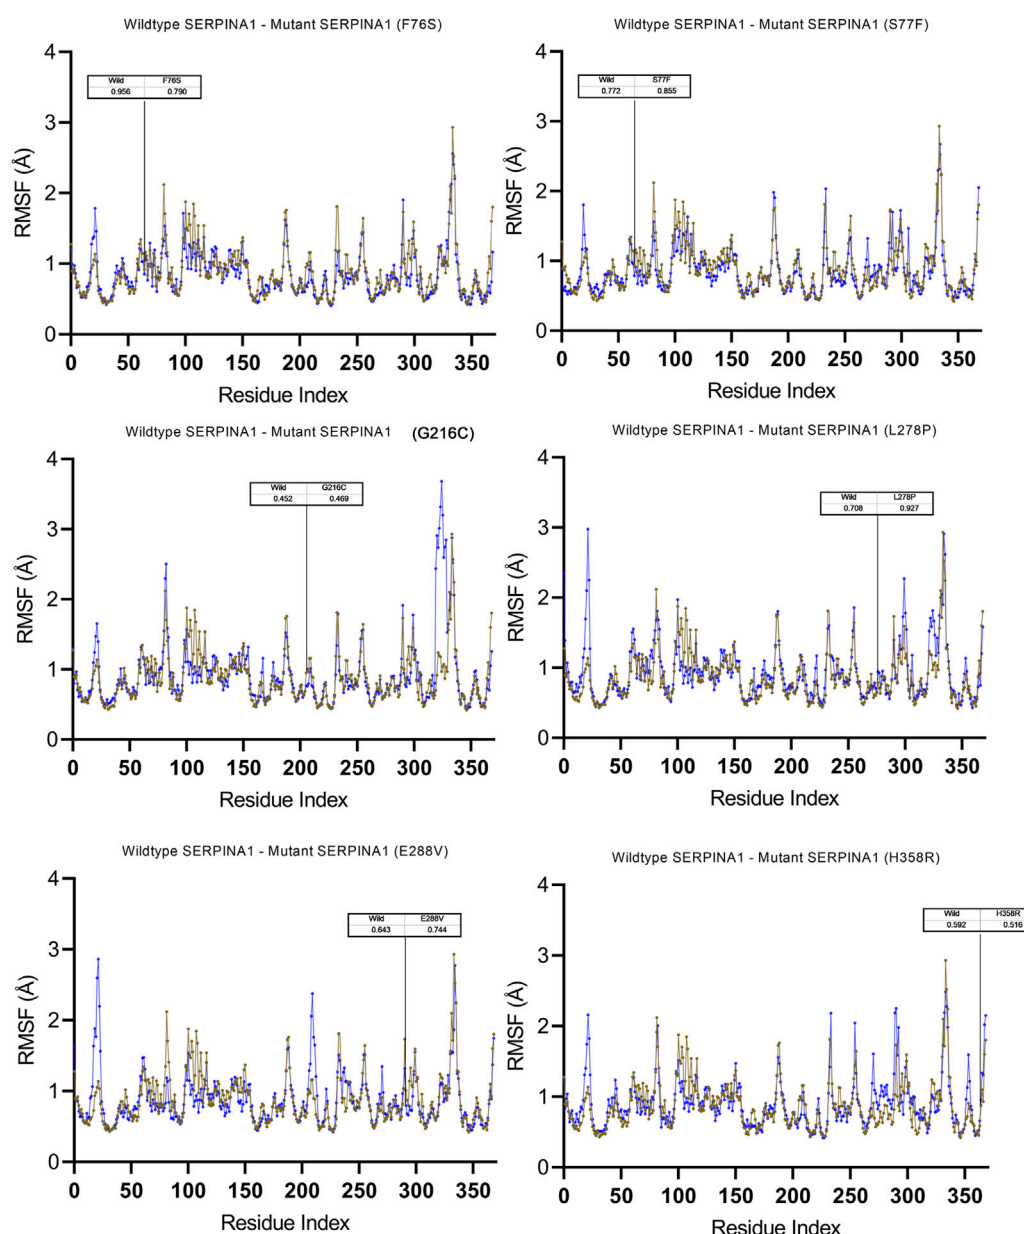 Wildtype SERPINA1 - Mutant SERPINA1 (F76S)
4
3
2
1
0
RMSF (Å)
Wild F76S
0.956 0.790
0 50 100 150 200 250 300 350
Residue Index
Wildtype SERPINA1 - Mutant SERPINA1 (S77F)
4
3
2
1
0
RMSF (Å)
Wild S77F
0.772 0.855
0 50 100 150 200 250 300 350
Residue Index
Wildtype SERPINA1 - Mutant SERPINA1 (G216C)
4
3
2
1
0
RMSF (Å)
Wild G216C
0.452 0.469
0 50 100 150 200 250 300 350
Residue Index
Wildtype SERPINA1 - Mutant SERPINA1 (L278P)
4
3
2
1
0
RMSF (Å)
Wild L278P
0.708 0.927
0 50 100 150 200 250 300 350
Residue Index
Wildtype SERPINA1 - Mutant SERPINA1 (E288V)
4
3
2
1
0
RMSF (Å)
Wild E288V
0.643 0.744
0 50 100 150 200 250 300 350
Residue Index
Wildtype SERPINA1 - Mutant SERPINA1 (H358R)
4
3
2
1
0
RMSF (Å)
Wild H358R
0.592 0.516
0 50 100 150 200 250 300 350
Residue Index